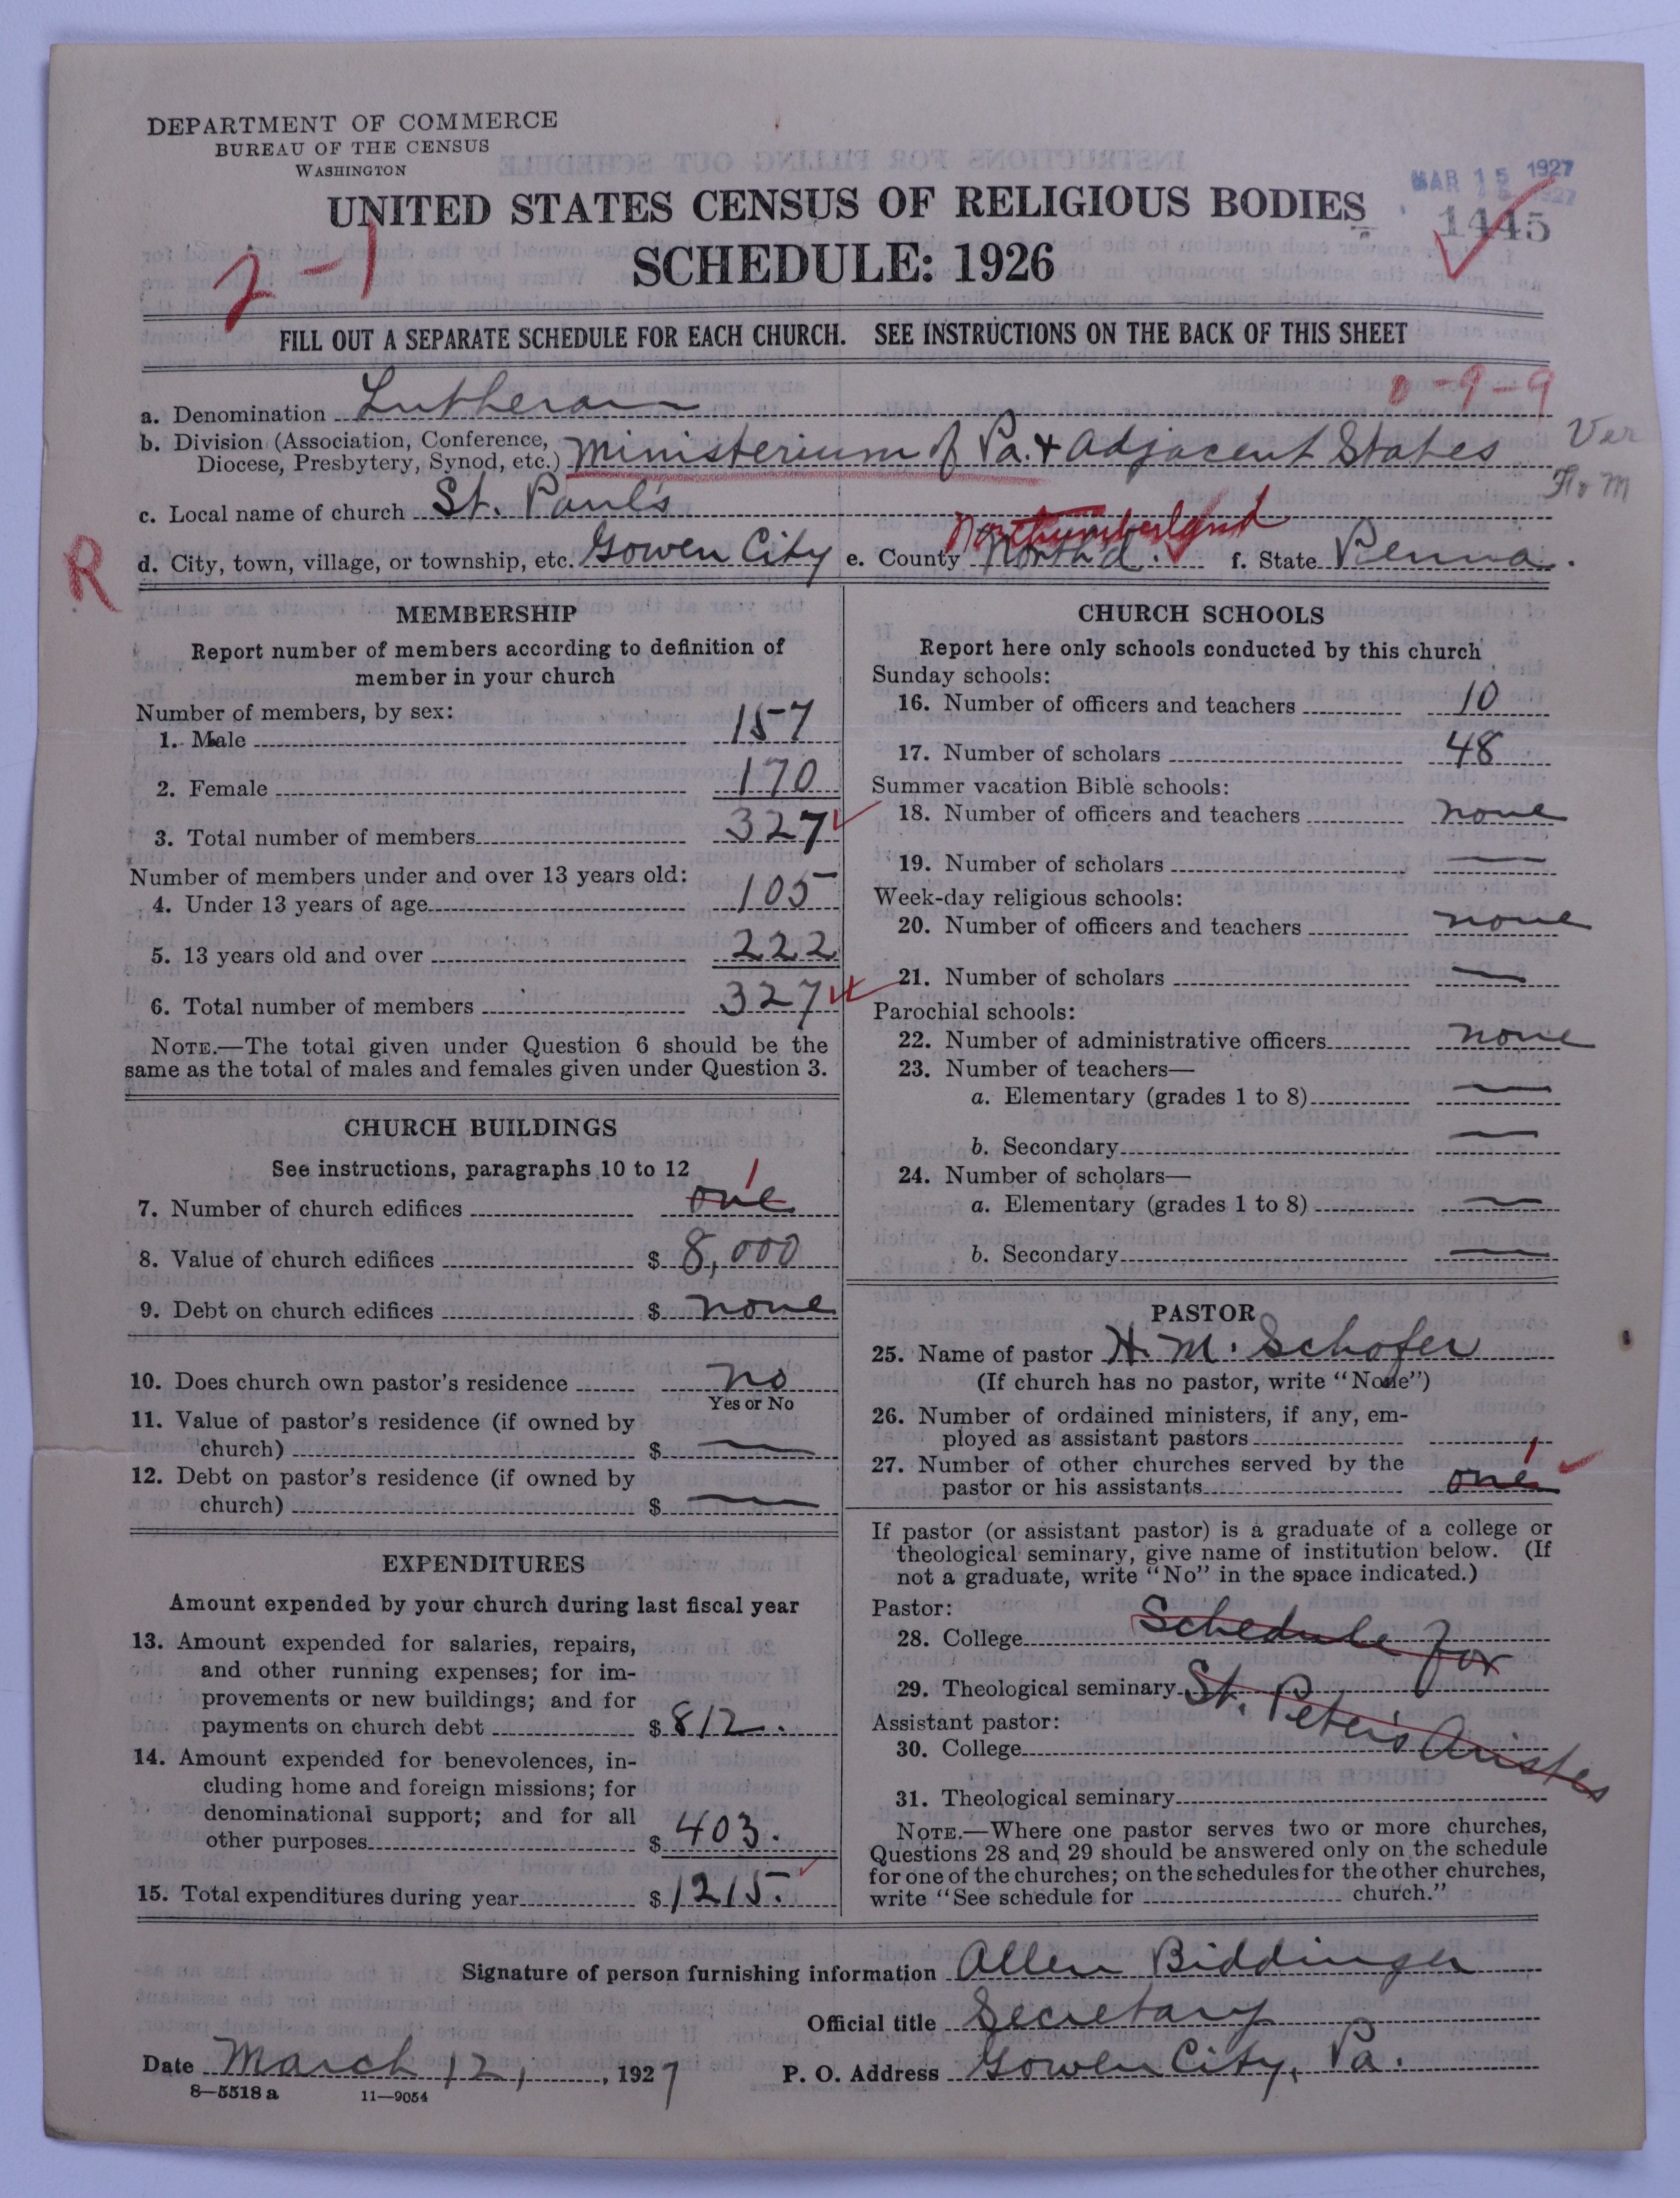 DEPARTMENT OF COMMERCE
BUREAU OF THE CENSUS
WASHINGTON
UNITED STATES CENSUS OF RELIGIOUS BODIES
SCHEDULE: 1926
MAR 15 1927
1445
2-1
FILL OUT A SEPARATE SCHEDULE FOR EACH CHURCH. SEE INSTRUCTIONS ON THE BACK OF THIS SHEET
0-9-9
a. Denomination Lutheran
b. Division (Association, Conference, Diocese, Presbytery, Synod, etc.) Ministerium of Pa. & Adjacent States
Ver
c. Local name of church St. Paul's
Northumberland
R
d. City, town, village, or township, etc. Gowen City e. County North'd. f. State Penna.
MEMBERSHIP
Report number of members according to definition of
member in your church
Number of members, by sex:
1. Male 157
2. Female 170
3. Total number of members 327
Number of members under and over 13 years old:
4. Under 13 years of age 105
5. 13 years old and over 222
6. Total number of members 327
NOTE.—The total given under Question 6 should be the
same as the total of males and females given under Question 3.
CHURCH BUILDINGS
See instructions, paragraphs 10 to 12
1
7. Number of church edifices one
8. Value of church edifices $ 8,000
9. Debt on church edifices $ none
10. Does church own pastor's residence no
Yes or No
11. Value of pastor's residence (if owned by
church) $ —
12. Debt on pastor's residence (if owned by
church) $ —
EXPENDITURES
Amount expended by your church during last fiscal year
13. Amount expended for salaries, repairs,
and other running expenses; for im-
provements or new buildings; and for
payments on church debt $ 812.
14. Amount expended for benevolences, in-
cluding home and foreign missions; for
denominational support; and for all
other purposes $ 403.
15. Total expenditures during year $ 1215.
CHURCH SCHOOLS
Report here only schools conducted by this church
Sunday schools:
16. Number of officers and teachers 10
17. Number of scholars 48
Summer vacation Bible schools:
18. Number of officers and teachers none
19. Number of scholars —
Week-day religious schools:
20. Number of officers and teachers none
21. Number of scholars —
Parochial schools:
22. Number of administrative officers none
23. Number of teachers—
a. Elementary (grades 1 to 8) —
b. Secondary —
24. Number of scholars—
a. Elementary (grades 1 to 8) —
b. Secondary —
PASTOR
25. Name of pastor H. M. Schofer
(If church has no pastor, write "None")
26. Number of ordained ministers, if any, em-
ployed as assistant pastors
27. Number of other churches served by the
1
pastor or his assistants one
If pastor (or assistant pastor) is a graduate of a college or
theological seminary, give name of institution below. (If
not a graduate, write "No" in the space indicated.)
Pastor:
28. College Schedule for
29. Theological seminary St. Peter's Aristes
Assistant pastor:
30. College
31. Theological seminary
NOTE.—Where one pastor serves two or more churches,
Questions 28 and 29 should be answered only on the schedule
for one of the churches; on the schedules for the other churches,
write "See schedule for church."
Signature of person furnishing information Allen Biddinger
Official title Secretary
Date March 12, 1927 P. O. Address Gowen City, Pa.
8—5518 a 11—9054